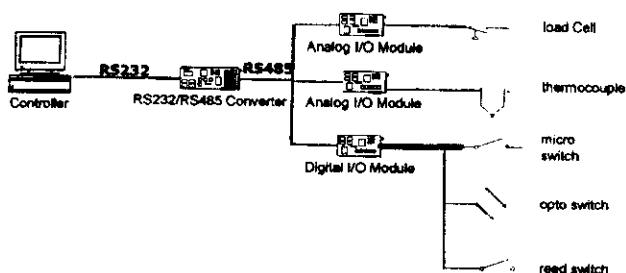 load Cell
Analog I/O Module
RS232
RS485
Controller
RS232/RS485 Converter
Analog I/O Module
thermocouple
Digital I/O Module
micro
switch
opto switch
reed switch